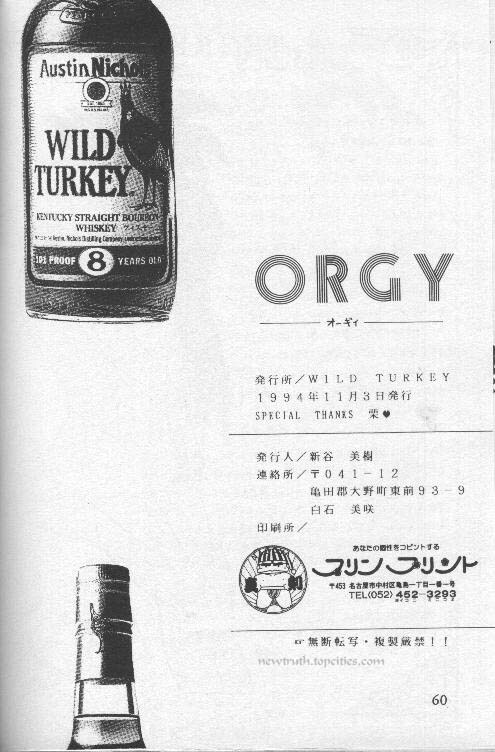 Austin Nichols
WILD
TURKEY
KENTUCKY STRAIGHT BOURBON
WHISKEY
Austin, Nichols Distilling Company
101 PROOF 8 YEARS OLD
ORGY
オーギィ
発行所／WILD TURKEY
1994年11月3日発行
SPECIAL THANKS 栗♥
発行人／新谷 美樹
連絡所／〒041-12
亀田郡大野町東前93-9
白石 美咲
印刷所／
あなたの個性をコピントする
プリンプリント
〒453 名古屋市中村区亀島一丁目一番一号
TEL(052) 452-3293
☞無断転写・複製厳禁！！
newtruth.topcities.com
60